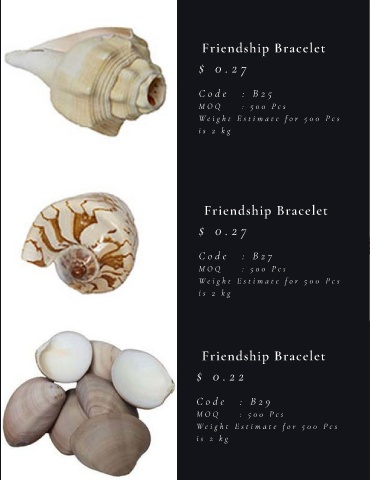 Friendship Bracelet
$ 0.27
Code : B25
MOQ : 500 Pcs
Weight Estimate for 500 Pcs
is 2 kg
Friendship Bracelet
$ 0.27
Code : B27
MOQ : 500 Pcs
Weight Estimate for 500 Pcs
is 2 kg
Friendship Bracelet
$ 0.22
Code : B29
MOQ : 500 Pcs
Weight Estimate for 500 Pcs
is 2 kg